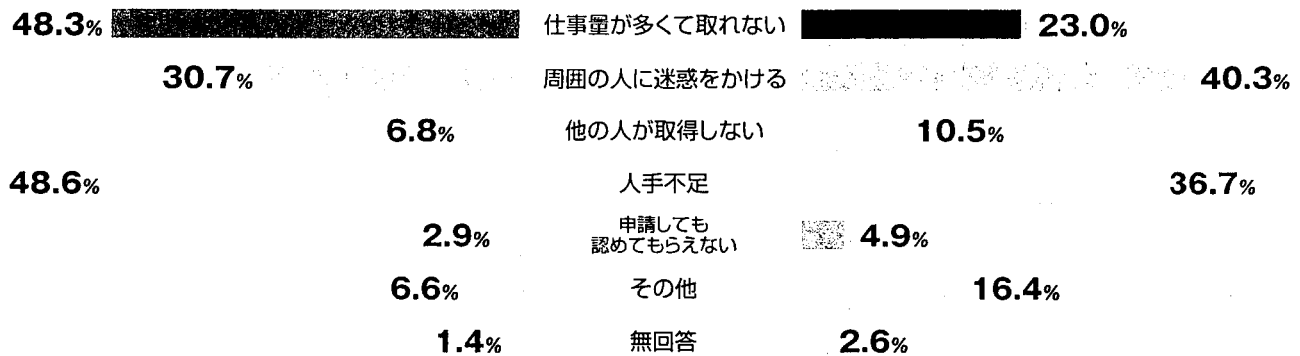 48.3% 仕事量が多くて取れない 23.0%
30.7% 周囲の人に迷惑をかける 40.3%
6.8% 他の人が取得しない 10.5%
48.6% 人手不足 36.7%
申請しても
2.9% 認めてもらえない 4.9%
6.6% その他 16.4%
1.4% 無回答 2.6%